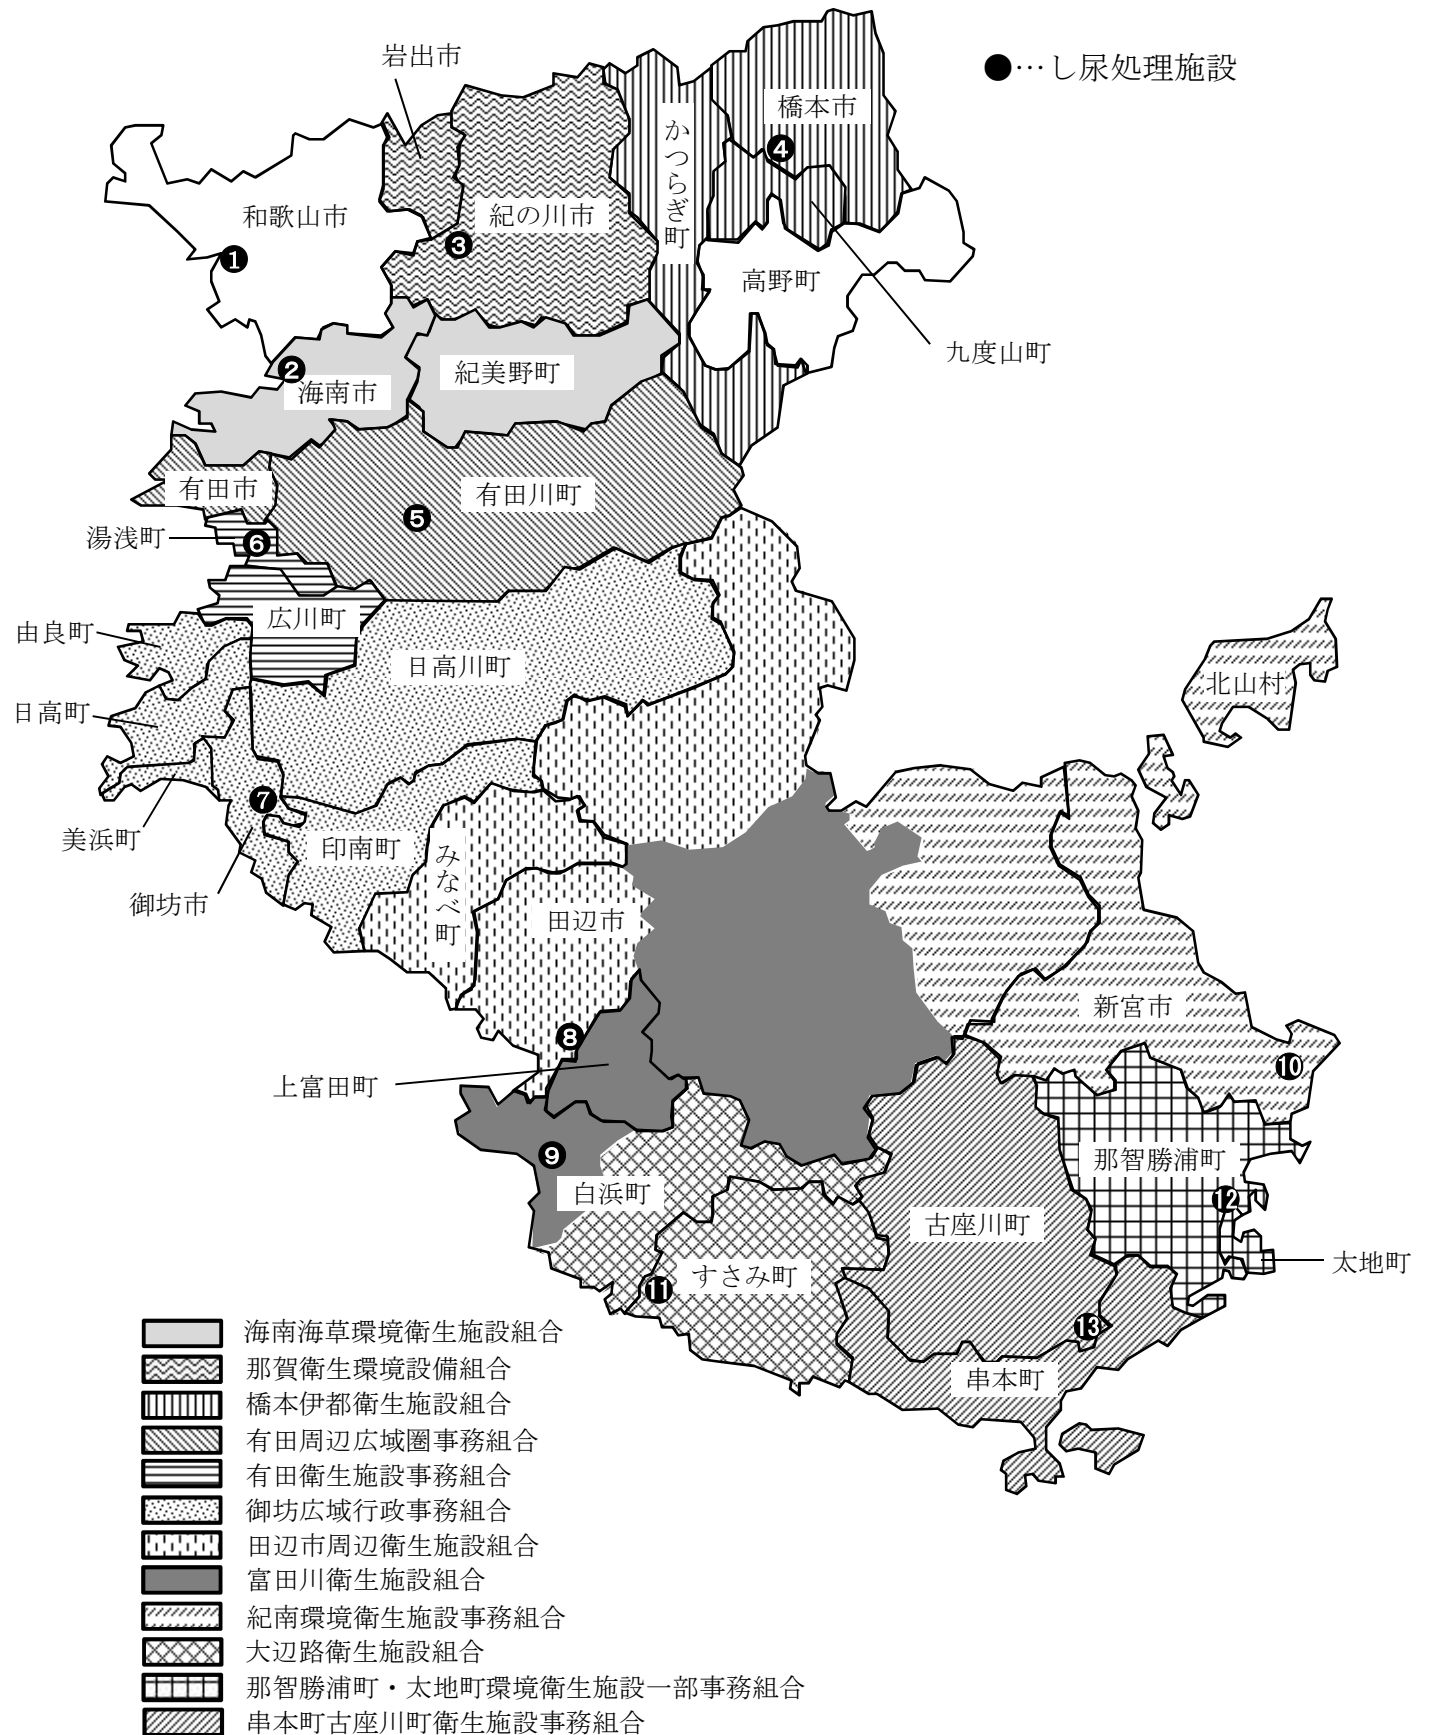 岩出市
●…し尿処理施設
橋本市
かつらぎ町
❹
和歌山市
紀の川市
❸
❶
高野町
九度山町
❷
海南市
紀美野町
有田市
有田川町
❺
湯浅町
❻
広川町
由良町
日高川町
北山村
日高町
❼
美浜町
印南町
みなべ町
御坊市
田辺市
新宮市
❽
❿
上富田町
❾
那智勝浦町
白浜町
⓬
古座川町
太地町
すさみ町
⓫
⓭
串本町
海南海草環境衛生施設組合
那賀衛生環境設備組合
橋本伊都衛生施設組合
有田周辺広域圏事務組合
有田衛生施設事務組合
御坊広域行政事務組合
田辺市周辺衛生施設組合
富田川衛生施設組合
紀南環境衛生施設事務組合
大辺路衛生施設組合
那智勝浦町・太地町環境衛生施設一部事務組合
串本町古座川町衛生施設事務組合